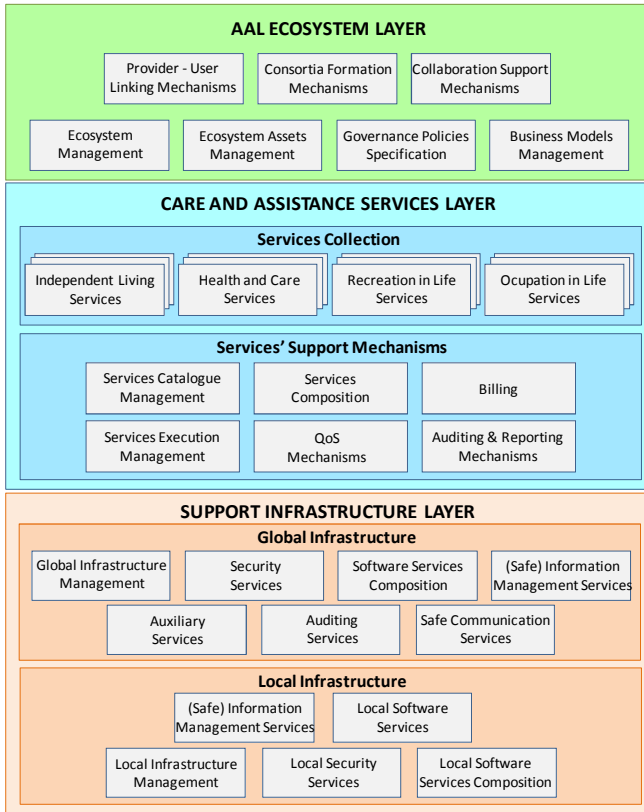 AAL ECOSYSTEM LAYER
Provider - User
Linking Mechanisms
Consortia Formation
Mechanisms
Collaboration Support
Mechanisms
Ecosystem
Management
Ecosystem Assets
Management
Governance Policies
Specification
Business Models
Management
CARE AND ASSISTANCE SERVICES LAYER
Services Collection
Independent Living
Services
Health and Care
Services
Recreation in Life
Services
Ocupation in Life
Services
Services' Support Mechanisms
Services Catalogue
Management
Services
Composition
Billing
Services Execution
Management
QoS
Mechanisms
Auditing & Reporting
Mechanisms
SUPPORT INFRASTRUCTURE LAYER
Global Infrastructure
Global Infrastructure
Management
Security
Services
Software Services
Composition
(Safe) Information
Management Services
Auxiliary
Services
Auditing
Services
Safe Communication
Services
Local Infrastructure
(Safe) Information
Management Services
Local Software
Services
Local Infrastructure
Management
Local Security
Services
Local Software
Services Composition